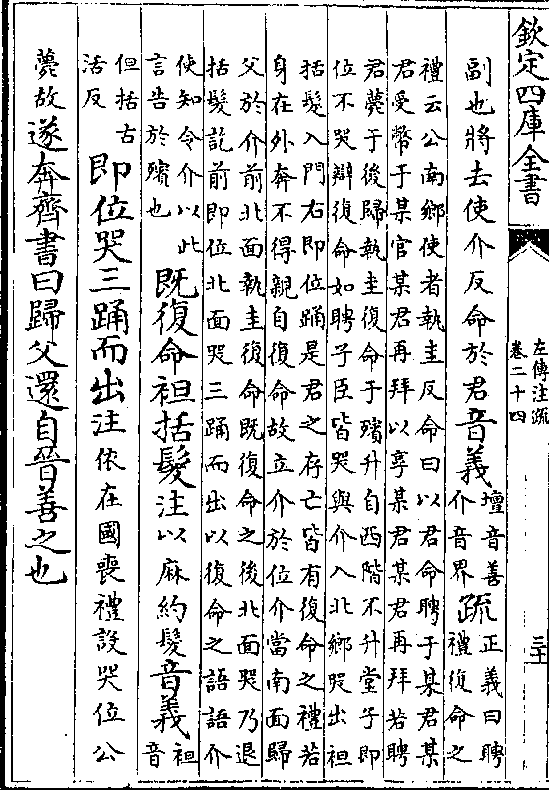 欽定四庫全書
左傳注疏
卷二十四
三十
副也將去使介反命於君音義壇音善介音界疏正義曰聘禮復命之
禮云公南鄉使者執圭反命曰以君命聘于某君某
君受幣于某宮某君再拜以享某君某君再拜若聘
君薨于後歸執圭復命于殯升自西階不升堂子即
位不哭辯復命如聘子臣皆哭與介入北鄉哭出袒
括髮入門右即位踊是君之存亡皆有復命之禮若
身在外奔不得親自復命故立介於位介當南面歸
父於介前北面執圭復命既復命之後北面哭乃退
括髮訖前即位北面哭三踊而出以復命之語語介
使知令介以此言告於殯也既復命袒括髮注以麻約髮音義袒音
但括古活反即位哭三踊而出注依在國喪禮設哭位公
薨故遂奔齊書曰歸父還自晉善之也